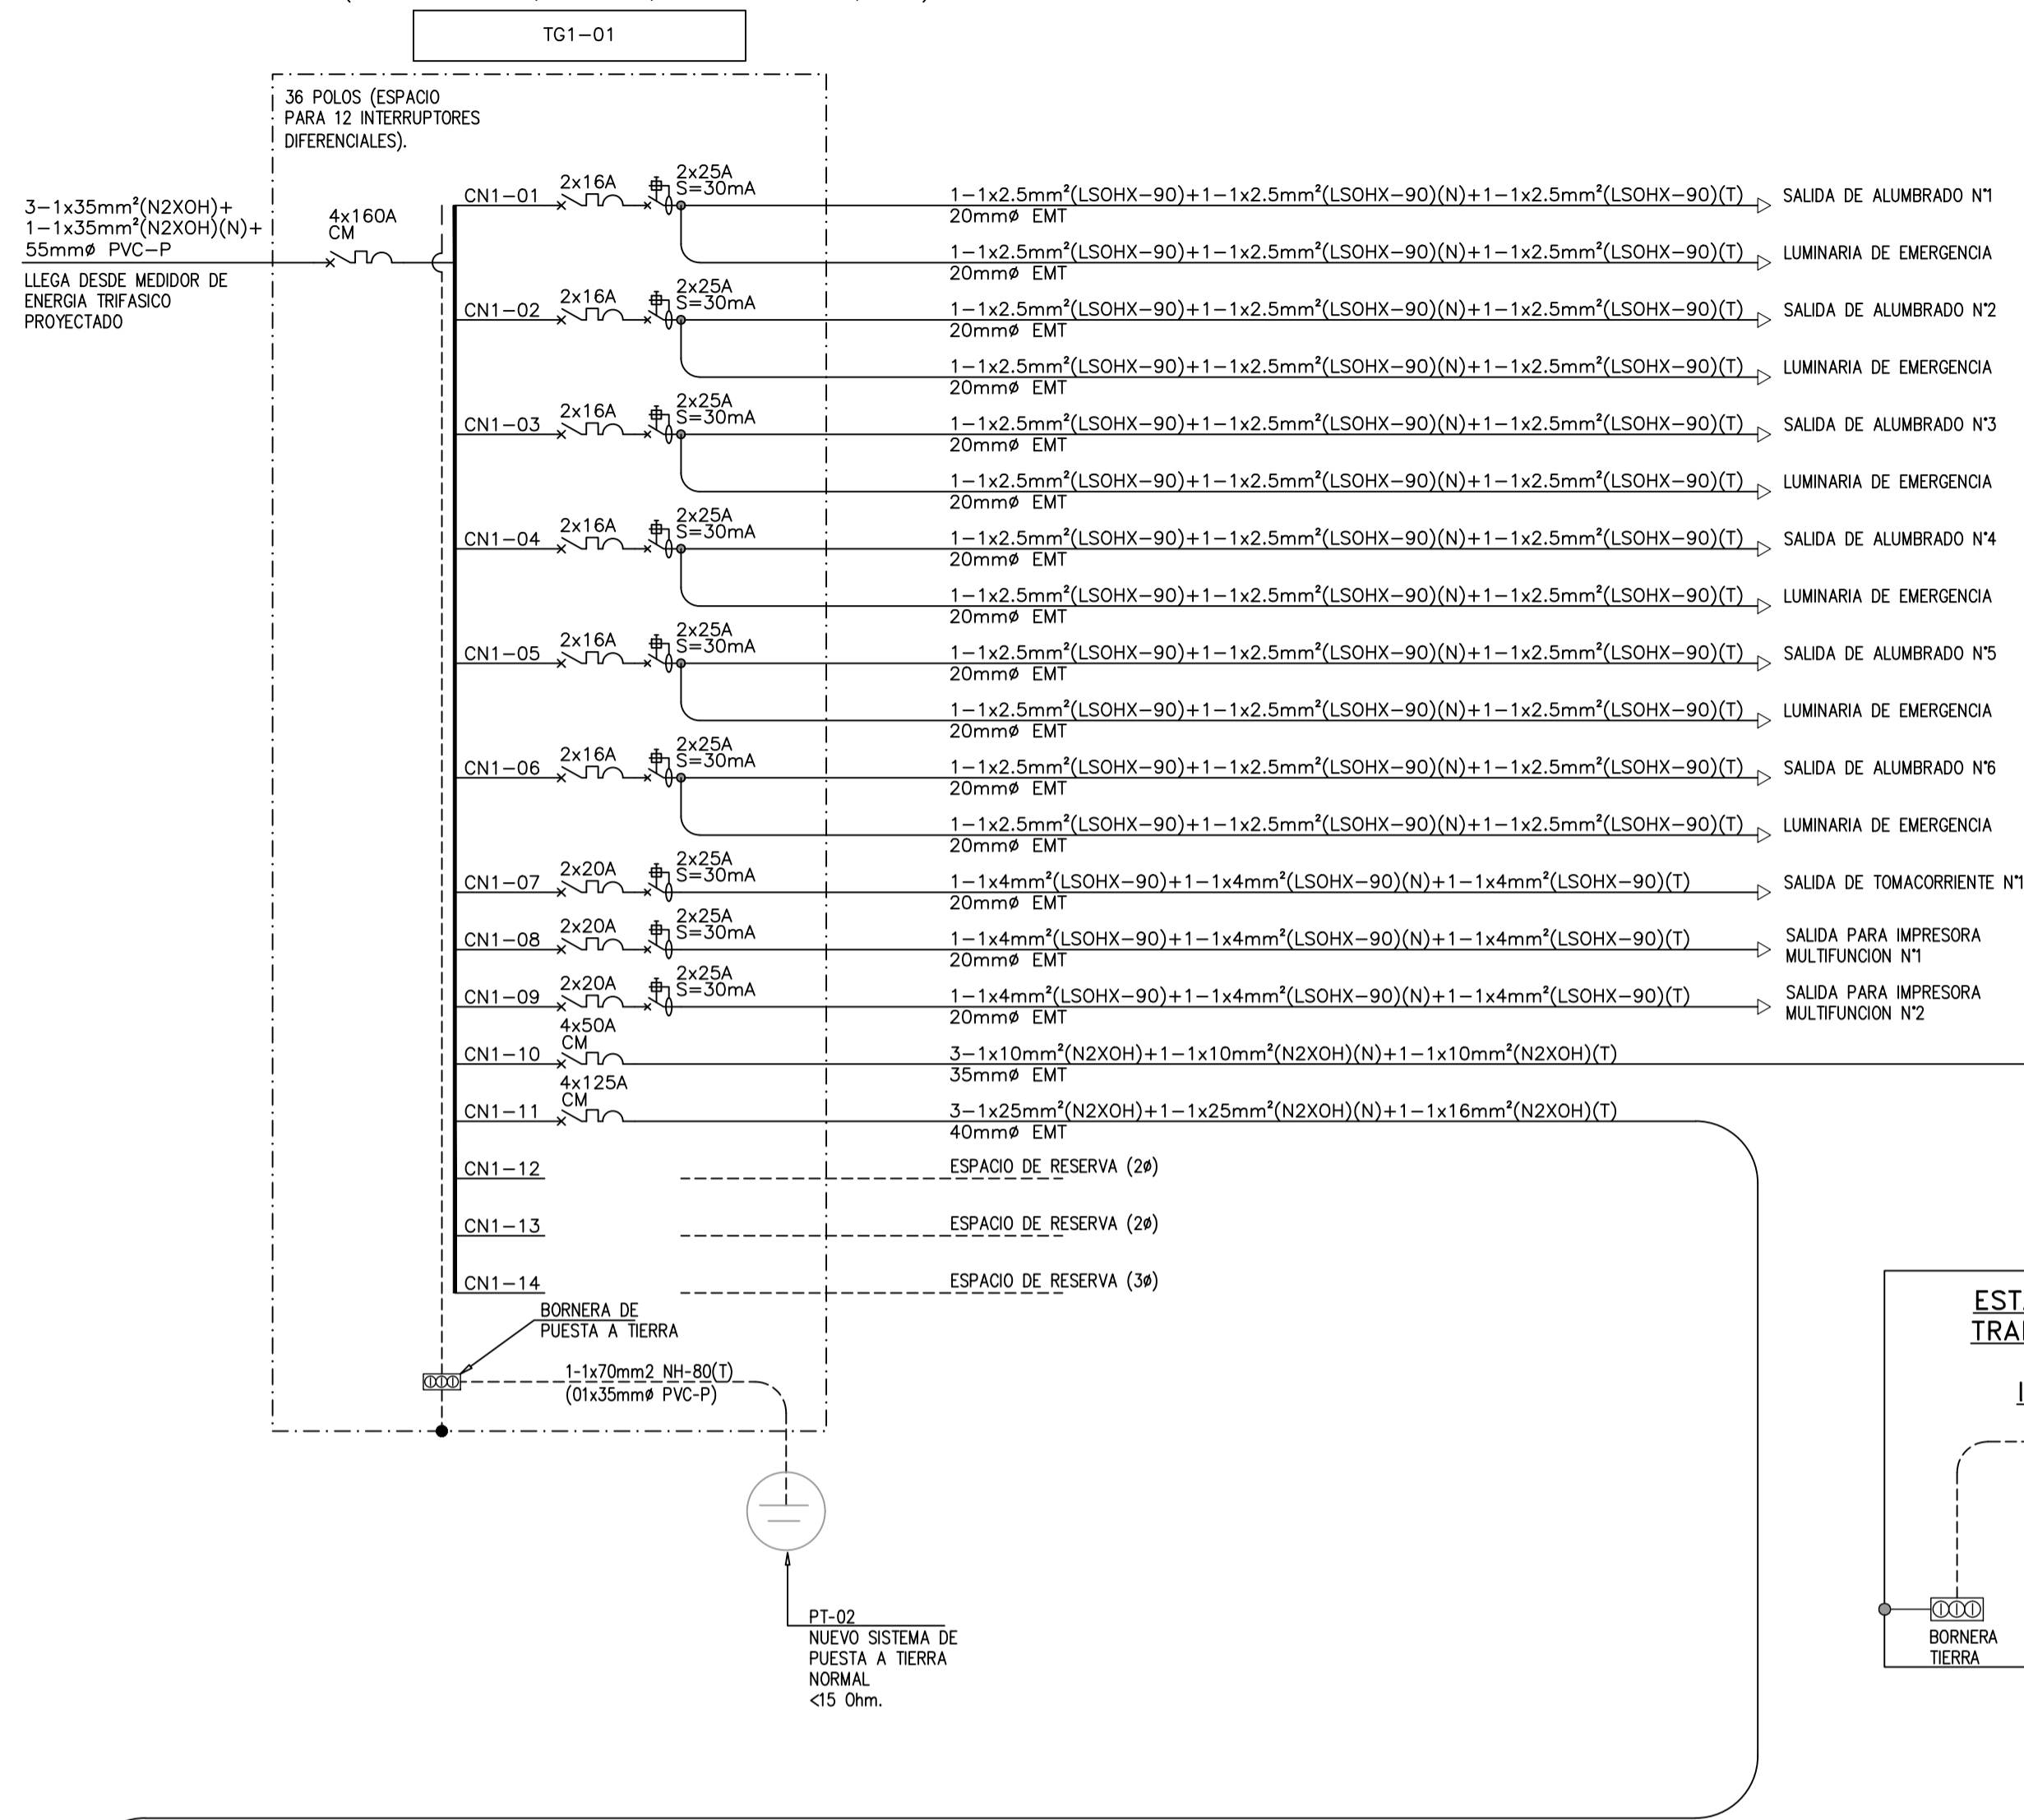 TG1-01
36 POLOS (ESPACIO
PARA 12 INTERRUPTORES
DIFERENCIALES).
3-1x35mm²(N2XOH)+
1-1x35mm²(N2XOH)(N)+
55mmø PVC-P
LLEGA DESDE MEDIDOR DE
ENERGIA TRIFASICO
PROYECTADO
4x160A
CM
CN1-01
2x16A
2x25A
S=30mA
1-1x2.5mm²(LSOHX-90)+1-1x2.5mm²(LSOHX-90)(N)+1-1x2.5mm²(LSOHX-90)(T)
20mmø EMT
SALIDA DE ALUMBRADO N°1
1-1x2.5mm²(LSOHX-90)+1-1x2.5mm²(LSOHX-90)(N)+1-1x2.5mm²(LSOHX-90)(T)
20mmø EMT
LUMINARIA DE EMERGENCIA
CN1-02
2x16A
2x25A
S=30mA
1-1x2.5mm²(LSOHX-90)+1-1x2.5mm²(LSOHX-90)(N)+1-1x2.5mm²(LSOHX-90)(T)
20mmø EMT
SALIDA DE ALUMBRADO N°2
1-1x2.5mm²(LSOHX-90)+1-1x2.5mm²(LSOHX-90)(N)+1-1x2.5mm²(LSOHX-90)(T)
20mmø EMT
LUMINARIA DE EMERGENCIA
CN1-03
2x16A
2x25A
S=30mA
1-1x2.5mm²(LSOHX-90)+1-1x2.5mm²(LSOHX-90)(N)+1-1x2.5mm²(LSOHX-90)(T)
20mmø EMT
SALIDA DE ALUMBRADO N°3
1-1x2.5mm²(LSOHX-90)+1-1x2.5mm²(LSOHX-90)(N)+1-1x2.5mm²(LSOHX-90)(T)
20mmø EMT
LUMINARIA DE EMERGENCIA
CN1-04
2x16A
2x25A
S=30mA
1-1x2.5mm²(LSOHX-90)+1-1x2.5mm²(LSOHX-90)(N)+1-1x2.5mm²(LSOHX-90)(T)
20mmø EMT
SALIDA DE ALUMBRADO N°4
1-1x2.5mm²(LSOHX-90)+1-1x2.5mm²(LSOHX-90)(N)+1-1x2.5mm²(LSOHX-90)(T)
20mmø EMT
LUMINARIA DE EMERGENCIA
CN1-05
2x16A
2x25A
S=30mA
1-1x2.5mm²(LSOHX-90)+1-1x2.5mm²(LSOHX-90)(N)+1-1x2.5mm²(LSOHX-90)(T)
20mmø EMT
SALIDA DE ALUMBRADO N°5
1-1x2.5mm²(LSOHX-90)+1-1x2.5mm²(LSOHX-90)(N)+1-1x2.5mm²(LSOHX-90)(T)
20mmø EMT
LUMINARIA DE EMERGENCIA
CN1-06
2x16A
2x25A
S=30mA
1-1x2.5mm²(LSOHX-90)+1-1x2.5mm²(LSOHX-90)(N)+1-1x2.5mm²(LSOHX-90)(T)
20mmø EMT
SALIDA DE ALUMBRADO N°6
1-1x2.5mm²(LSOHX-90)+1-1x2.5mm²(LSOHX-90)(N)+1-1x2.5mm²(LSOHX-90)(T)
20mmø EMT
LUMINARIA DE EMERGENCIA
CN1-07
2x20A
2x25A
S=30mA
1-1x4mm²(LSOHX-90)+1-1x4mm²(LSOHX-90)(N)+1-1x4mm²(LSOHX-90)(T)
20mmø EMT
SALIDA DE TOMACORRIENTE N°1
CN1-08
2x20A
2x25A
S=30mA
1-1x4mm²(LSOHX-90)+1-1x4mm²(LSOHX-90)(N)+1-1x4mm²(LSOHX-90)(T)
20mmø EMT
SALIDA PARA IMPRESORA
MULTIFUNCION N°1
CN1-09
2x20A
2x25A
S=30mA
1-1x4mm²(LSOHX-90)+1-1x4mm²(LSOHX-90)(N)+1-1x4mm²(LSOHX-90)(T)
20mmø EMT
SALIDA PARA IMPRESORA
MULTIFUNCION N°2
CN1-10
4x50A
CM
3-1x10mm²(N2XOH)+1-1x10mm²(N2XOH)(N)+1-1x10mm²(N2XOH)(T)
35mmø EMT
CN1-11
4x125A
CM
3-1x25mm²(N2XOH)+1-1x25mm²(N2XOH)(N)+1-1x16mm²(N2XOH)(T)
40mmø EMT
CN1-12
ESPACIO DE RESERVA (2ø)
CN1-13
ESPACIO DE RESERVA (2ø)
CN1-14
ESPACIO DE RESERVA (3ø)
BORNERA DE
PUESTA A TIERRA
1-1x70mm2 NH-80(T)
(01x35mmø PVC-P)
PT-02
NUEVO SISTEMA DE
PUESTA A TIERRA
NORMAL
<15 Ohm.
BORNERA
TIERRA